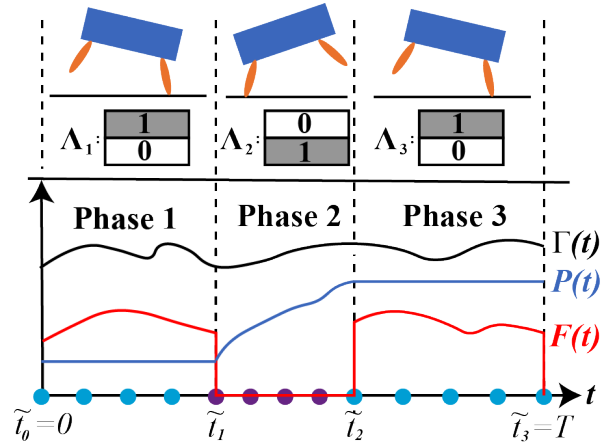 Λ₁: 1 Λ₂: 0 Λ₃: 1
0 1 0
Phase 1 Phase 2 Phase 3
Γ(t)
P(t)
F(t)
t
t̃₀=0 t̃₁ t̃₂ t̃₃=T